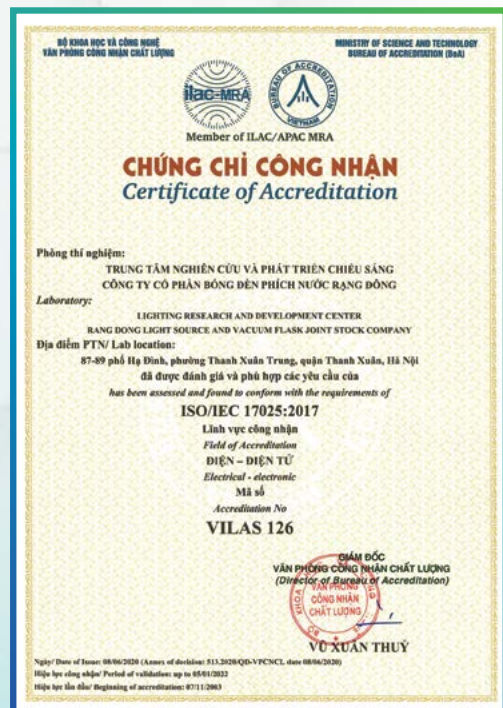 BỘ KHOA HỌC VÀ CÔNG NGHỆ
VĂN PHÒNG CÔNG NHẬN CHẤT LƯỢNG
MINISTRY OF SCIENCE AND TECHNOLOGY
BUREAU OF ACCREDITATION (BoA)
ilac-MRA
BUREAU OF ACCREDITATION
VIETNAM
Member of ILAC/APAC MRA
CHỨNG CHỈ CÔNG NHẬN
Certificate of Accreditation
Phòng thí nghiệm:
TRUNG TÂM NGHIÊN CỨU VÀ PHÁT TRIỂN CHIẾU SÁNG
CÔNG TY CỔ PHẦN BÓNG ĐÈN PHÍCH NƯỚC RẠNG ĐÔNG
Laboratory:
LIGHTING RESEARCH AND DEVELOPMENT CENTER
RANG DONG LIGHT SOURCE AND VACUUM FLASK JOINT STOCK COMPANY
Địa điểm PTN/ Lab location:
87-89 phố Hạ Đình, phường Thanh Xuân Trung, quận Thanh Xuân, Hà Nội
đã được đánh giá và phù hợp các yêu cầu của
has been assessed and found to conform with the requirements of
ISO/IEC 17025:2017
Lĩnh vực công nhận
Field of Accreditation
ĐIỆN – ĐIỆN TỬ
Electrical - electronic
Mã số
Accreditation No
VILAS 126
GIÁM ĐỐC
VĂN PHÒNG CÔNG NHẬN CHẤT LƯỢNG
(Director of Bureau of Accreditation)
VĂN PHÒNG
CÔNG NHẬN
CHẤT LƯỢNG
VŨ XUÂN THUỶ
Ngày/ Date of Issue: 08/06/2020 (Annex of decision: 513.2020/QĐ-VPCNCL date 08/06/2020)
Hiệu lực công nhận/ Period of validation: up to 05/01/2022
Hiệu lực lần đầu/ Beginning of accreditation: 07/11/2003